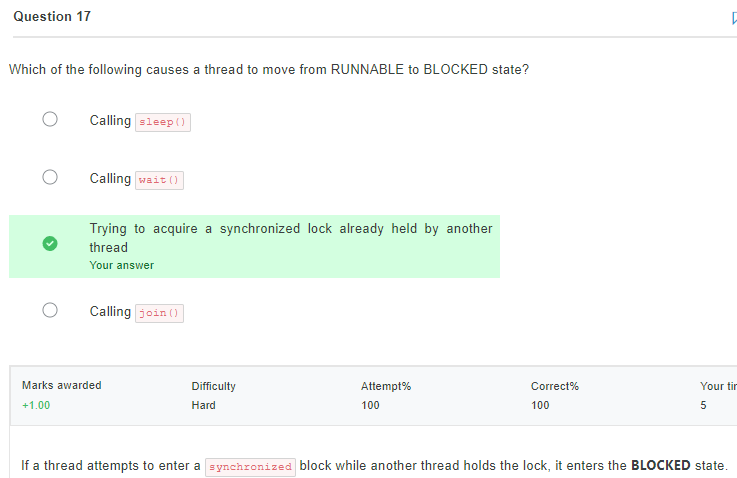 Question 17
Which of the following causes a thread to move from RUNNABLE to BLOCKED state?
Calling sleep()
Calling wait()
Trying to acquire a synchronized lock already held by another
thread
Your answer
Calling join()
Marks awarded Difficulty Attempt% Correct% Your
+1.00 Hard 100 100 5
If a thread attempts to enter a synchronized block while another thread holds the lock, it enters the BLOCKED state.